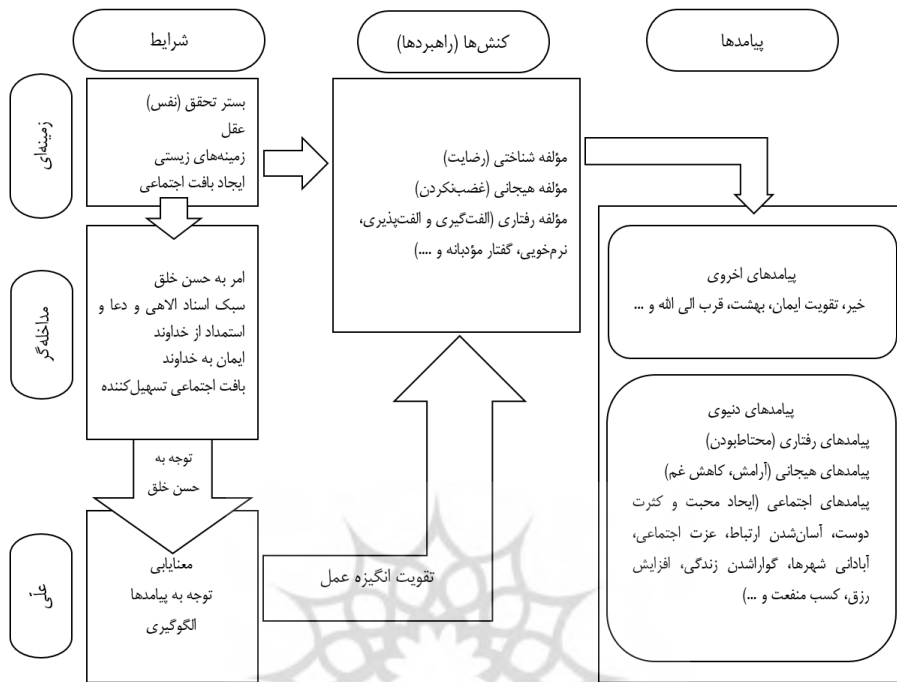 شرایط
کنش‌ها (راهبردها)
پیامدها
زمینه‌ای
بستر تحقق (نفس)
عقل
زمینه‌های زیستی
ایجاد بافت اجتماعی
مؤلفه شناختی (رضایت)
مؤلفه هیجانی (غضب‌نکردن)
مؤلفه رفتاری (الفت‌گیری و الفت‌پذیری،
نرم‌خویی، گفتار مؤدبانه و ....)
مداخله‌گر
امر به حسن خلق
سبک اسناد الاهی و دعا و
استمداد از خداوند
ایمان به خداوند
بافت اجتماعی تسهیل‌کننده
پیامدهای اخروی
خیر، تقویت ایمان، بهشت، قرب الی الله و ...
توجه به
حسن خلق
پیامدهای دنیوی
پیامدهای رفتاری (محتاط‌بودن)
پیامدهای هیجانی (آرامش، کاهش غم)
پیامدهای اجتماعی (ایحاد محبت و کثرت
دوست، آسان‌شدن ارتباط، عزت اجتماعی،
آبادانی شهرها، گواراشدن زندگی، افزایش
رزق، کسب منفعت و ...)
علّی
معنایابی
توجه به پیامدها
الگوگیری
تقویت انگیزه عمل